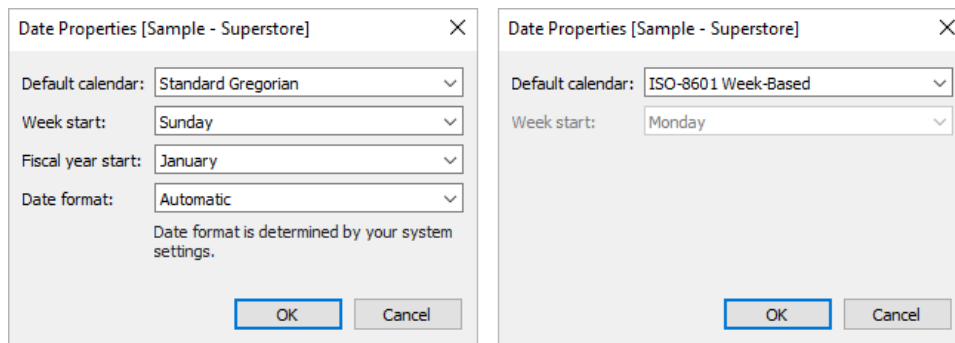 Date Properties [Sample - Superstore]
Default calendar: Standard Gregorian
Week start: Sunday
Fiscal year start: January
Date format: Automatic
Date format is determined by your system
settings.
OK Cancel
Date Properties [Sample - Superstore]
Default calendar: ISO-8601 Week-Based
Week start: Monday
OK Cancel